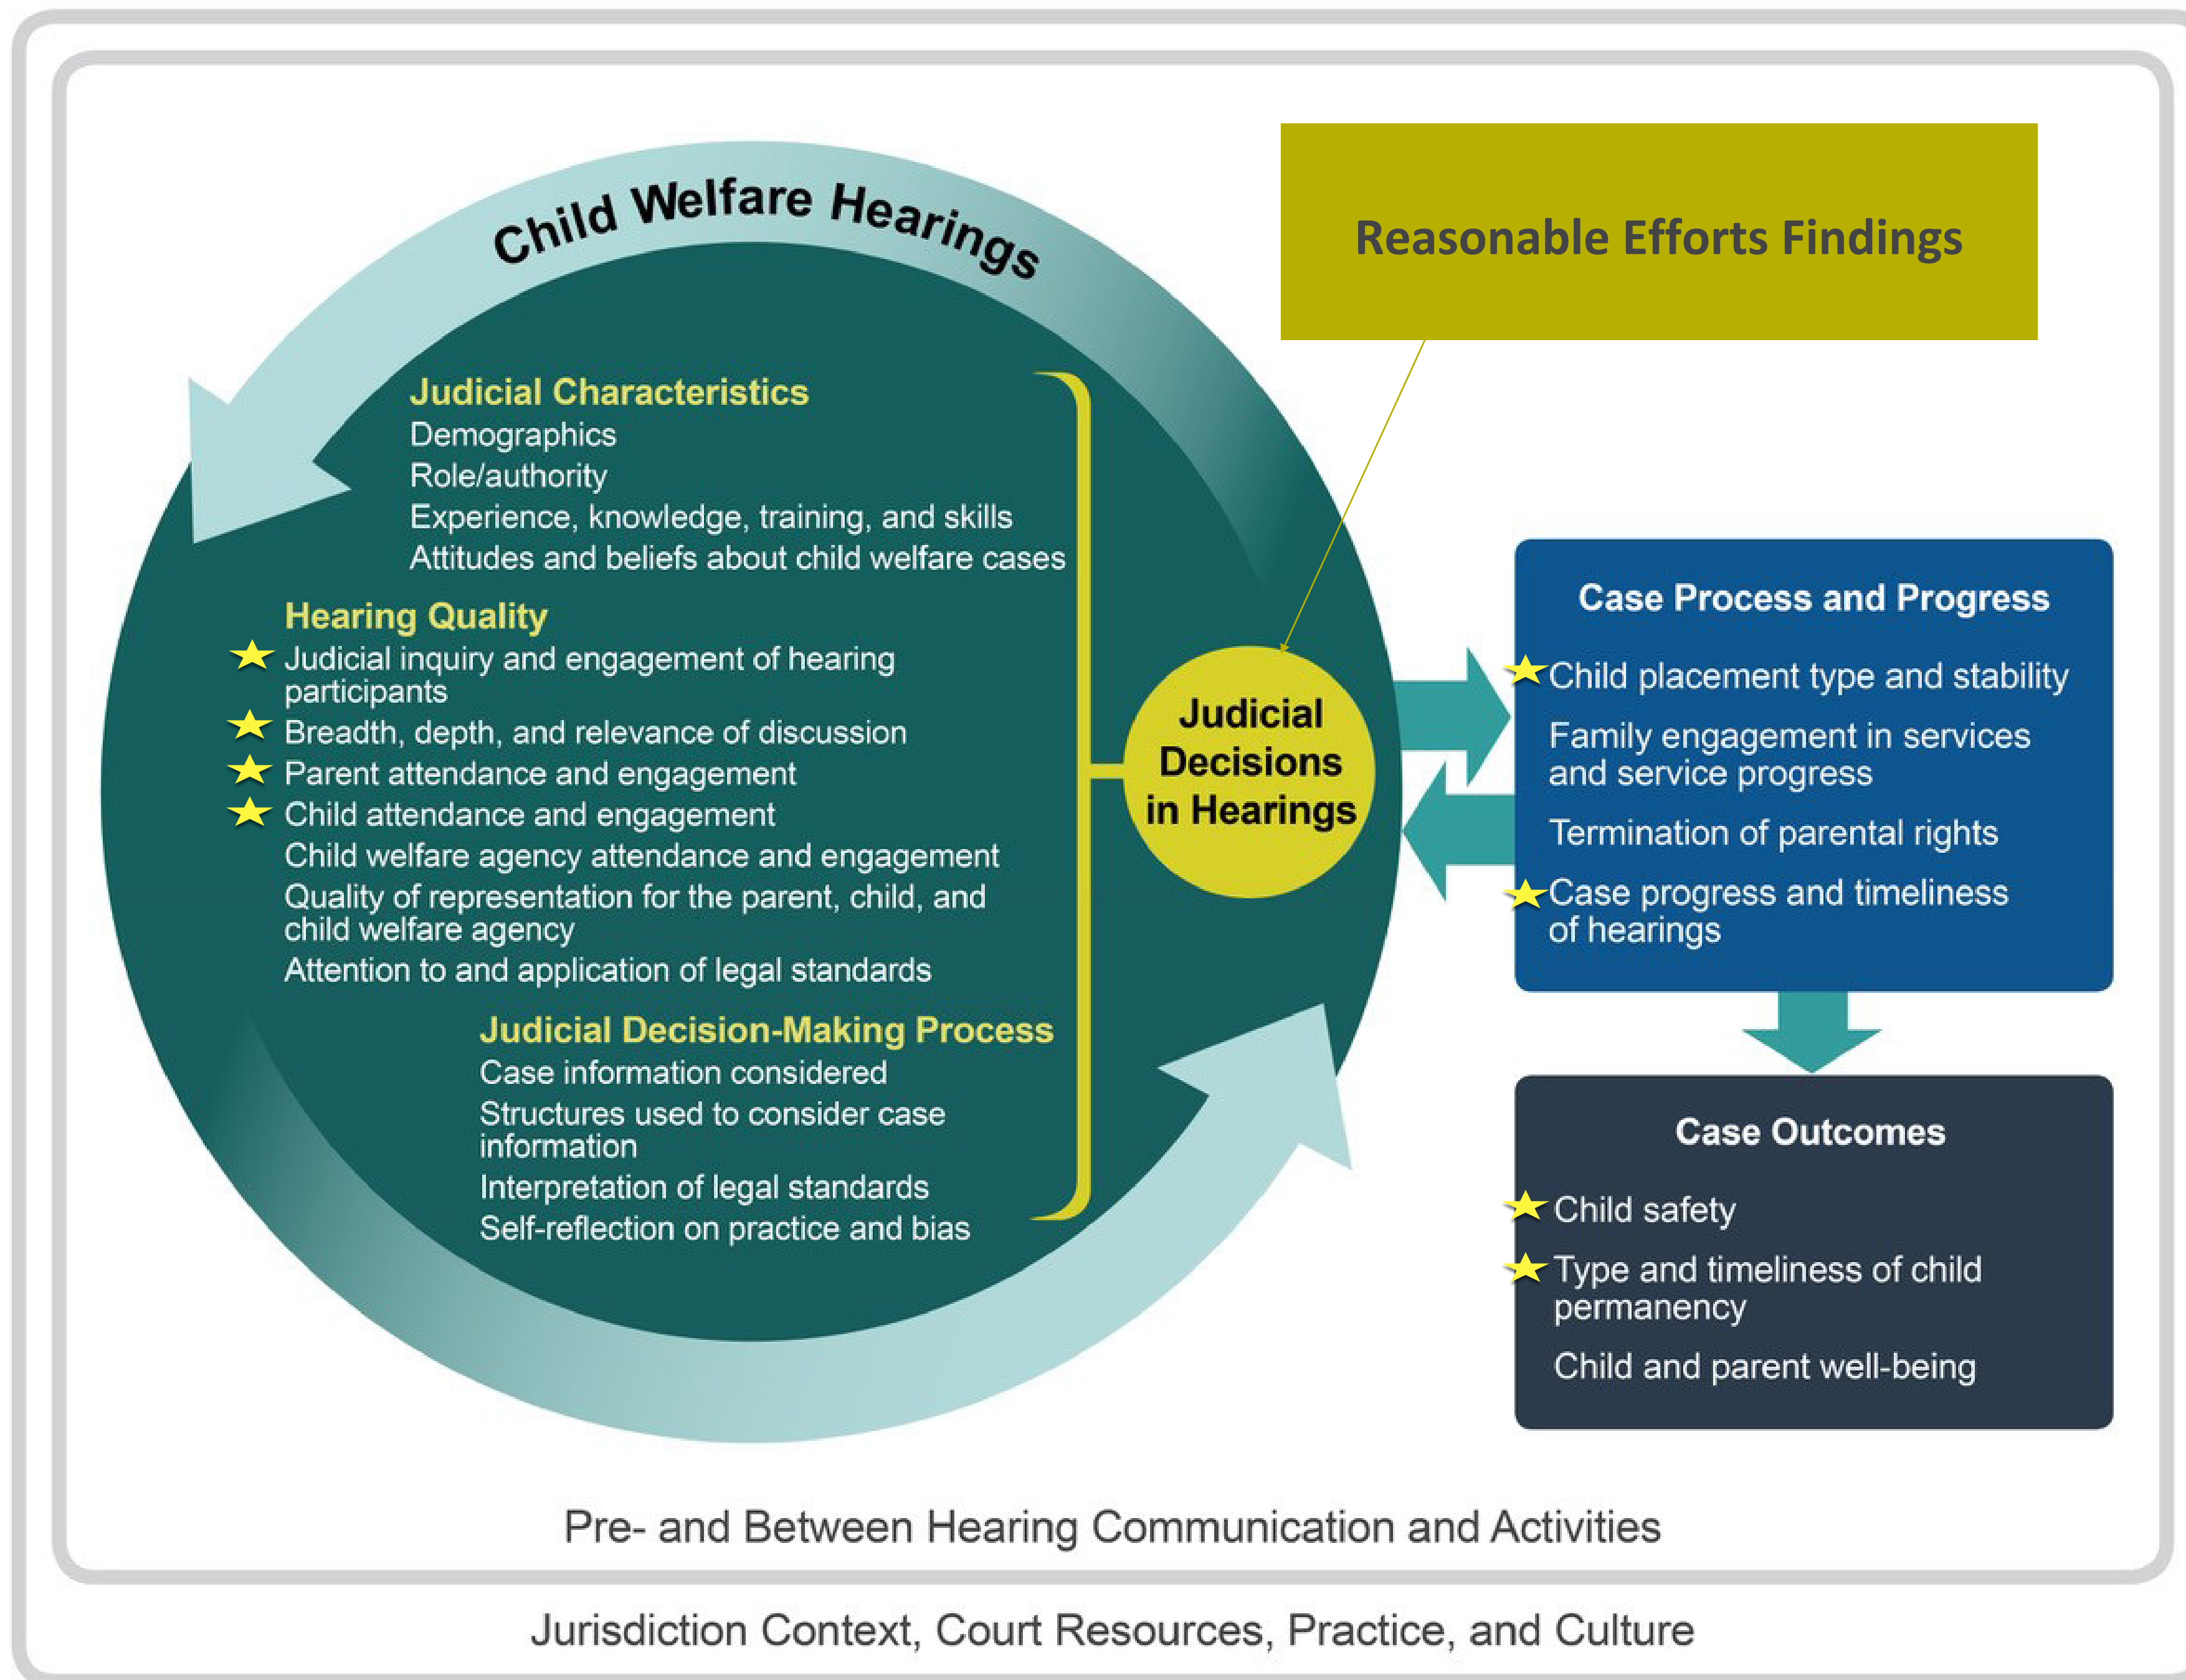 Child Welfare Hearings
Reasonable Efforts Findings
Judicial Characteristics
Demographics
Role/authority
Experience, knowledge, training, and skills
Attitudes and beliefs about child welfare cases
Hearing Quality
Judicial inquiry and engagement of hearing
participants
Breadth, depth, and relevance of discussion
Parent attendance and engagement
Child attendance and engagement
Child welfare agency attendance and engagement
Quality of representation for the parent, child, and
child welfare agency
Attention to and application of legal standards
Judicial Decision-Making Process
Case information considered
Structures used to consider case
information
Interpretation of legal standards
Self-reflection on practice and bias
Judicial
Decisions
in Hearings
Case Process and Progress
Child placement type and stability
Family engagement in services
and service progress
Termination of parental rights
Case progress and timeliness
of hearings
Case Outcomes
Child safety
Type and timeliness of child
permanency
Child and parent well-being
Pre- and Between Hearing Communication and Activities
Jurisdiction Context, Court Resources, Practice, and Culture